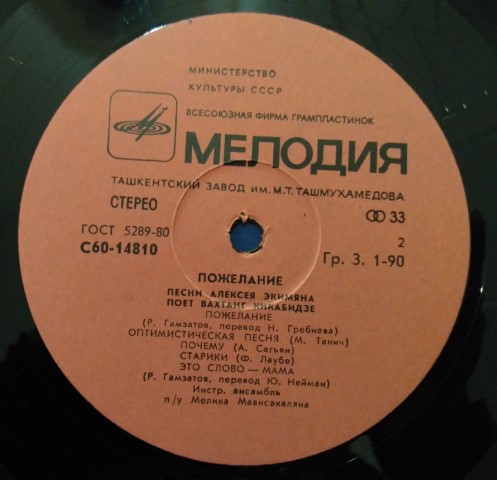 МИНИСТЕРСТВО
КУЛЬТУРЫ СССР
ВСЕСОЮЗНАЯ ФИРМА ГРАМПЛАСТИНОК
МЕЛОДИЯ
ТАШКЕНТСКИЙ ЗАВОД им. М.Т. ТАШМУХАМЕДОВА
СТЕРЕО
33
ГОСТ 5289-80
2
С60-14810
Гр. 3. 1-90
ПОЖЕЛАНИЕ
ПЕСНИ АЛЕКСЕЯ ЭКИМЯНА
ПОЕТ ВАХТАНГ КИКАБИДЗЕ
ПОЖЕЛАНИЕ
(Р. Гамзатов, перевод Н. Гребнева)
ОПТИМИСТИЧЕСКАЯ ПЕСНЯ (М. Танич)
ПОЧЕМУ (А. Сагьян)
СТАРИКИ (Ф. Лаубе)
ЭТО СЛОВО — МАМА
(Р. Гамзатов, перевод Ю. Нейман)
Инстр. ансамбль
п/у Мелика Мависакаляна